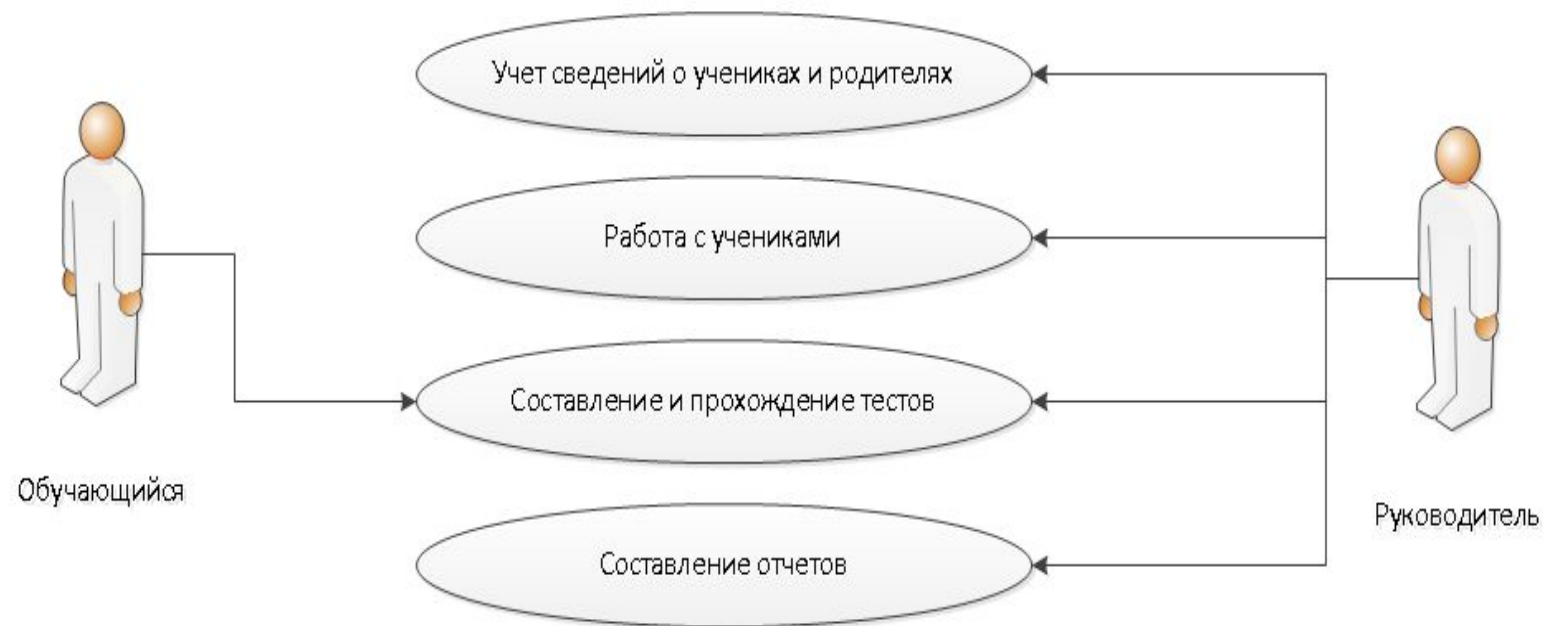 Учет сведений о учениках и родителях
Работа с учениками
Составление и прохождение тестов
Обучающийся
Руководитель
Составление отчетов